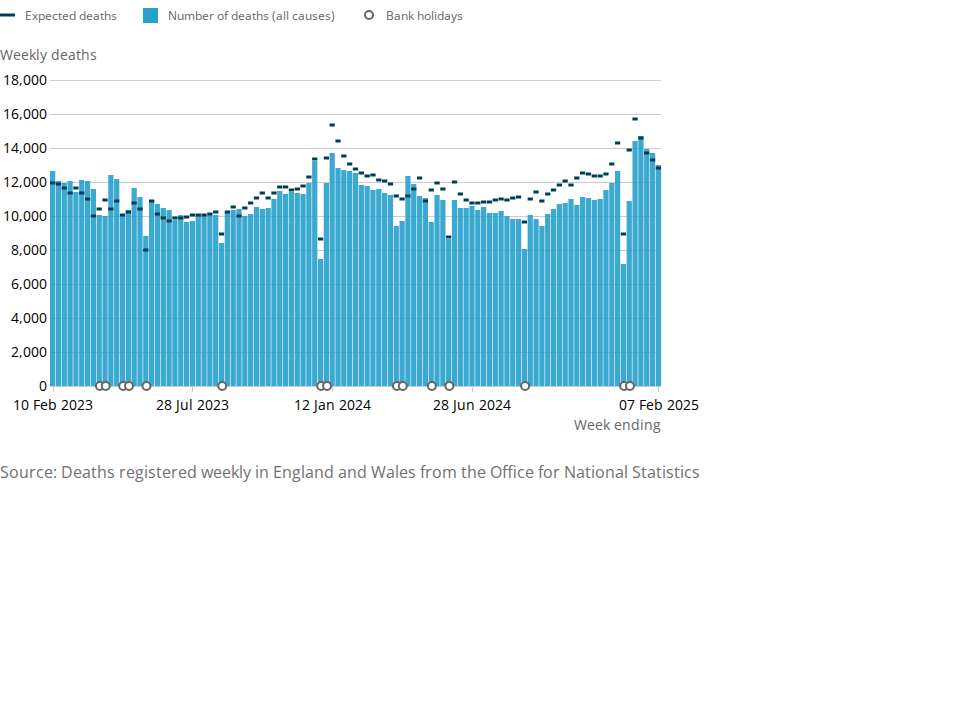 Expected deaths Number of deaths (all causes) Bank holidays
Weekly deaths
18,000
16,000
14,000
12,000
10,000
8,000
6,000
4,000
2,000
0
10 Feb 2023 28 Jul 2023 12 Jan 2024 28 Jun 2024 07 Feb 2025
Week ending
Source: Deaths registered weekly in England and Wales from the Office for National Statistics